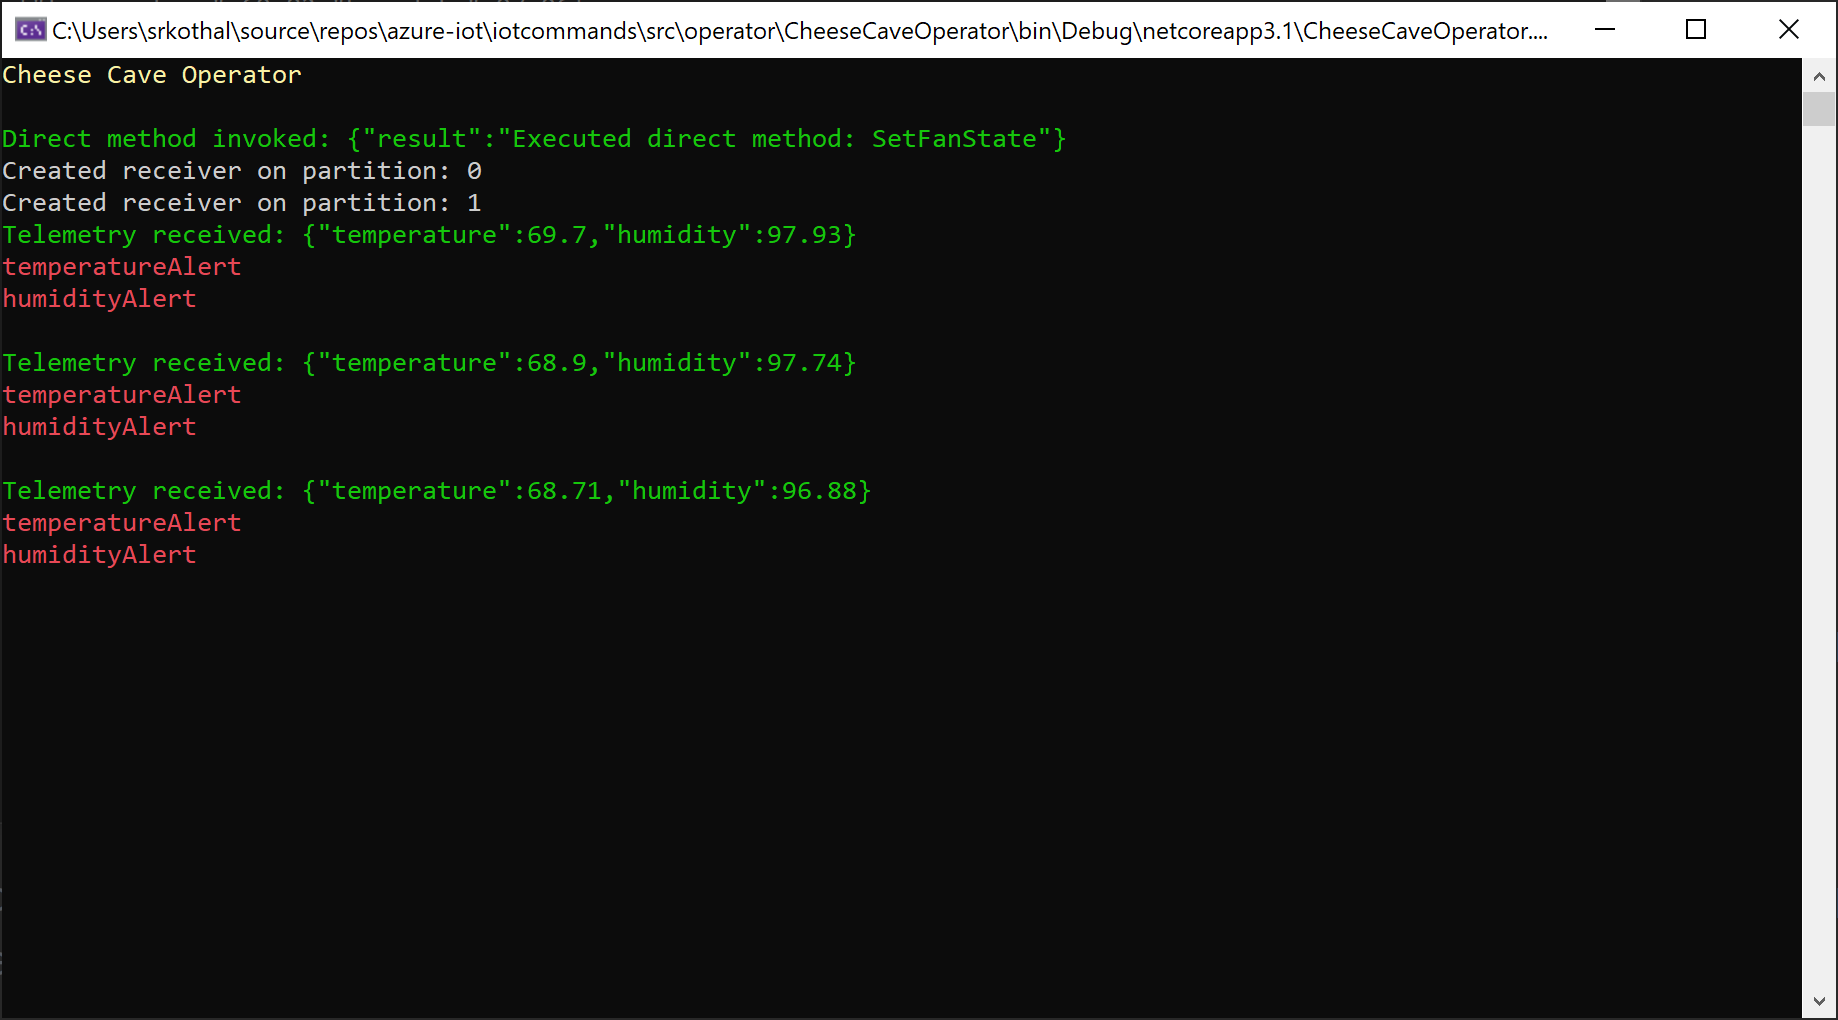 C:\Users\srkothal\source\repos\azure-iot\iotcommands\src\operator\CheeseCaveOperator\bin\Debug\netcoreapp3.1\CheeseCaveOperator....
Cheese Cave Operator
Direct method invoked: {"result":"Executed direct method: SetFanState"}
Created receiver on partition: 0
Created receiver on partition: 1
Telemetry received: {"temperature":69.7,"humidity":97.93}
temperatureAlert
humidityAlert
Telemetry received: {"temperature":68.9,"humidity":97.74}
temperatureAlert
humidityAlert
Telemetry received: {"temperature":68.71,"humidity":96.88}
temperatureAlert
humidityAlert